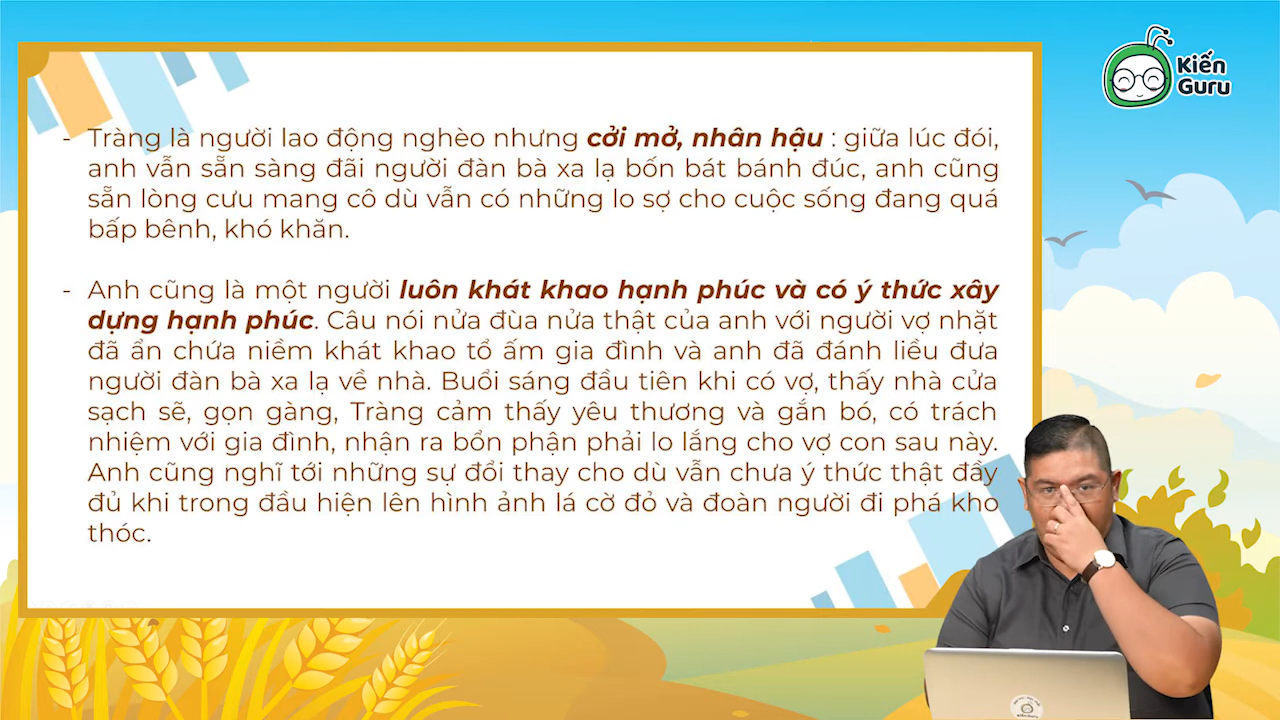 Kiến
Guru
- Tràng là người lao động nghèo nhưng cởi mở, nhân hậu : giữa lúc đói,
anh vẫn sẵn sàng đãi người đàn bà xa lạ bốn bát bánh đúc, anh cũng
sẵn lòng cưu mang cô dù vẫn có những lo sợ cho cuộc sống đang quá
bấp bênh, khó khăn.
- Anh cũng là một người luôn khát khao hạnh phúc và có ý thức xây
dựng hạnh phúc. Câu nói nửa đùa nửa thật của anh với người vợ nhặt
đã ẩn chứa niềm khát khao tổ ấm gia đình và anh đã đánh liều đưa
người đàn bà xa lạ về nhà. Buổi sáng đầu tiên khi có vợ, thấy nhà cửa
sạch sẽ, gọn gàng, Tràng cảm thấy yêu thương và gắn bó, có trách
nhiệm với gia đình, nhận ra bổn phận phải lo lắng cho vợ con sau này.
Anh cũng nghĩ tới những sự đổi thay cho dù vẫn chưa ý thức thật đầy
đủ khi trong đầu hiện lên hình ảnh lá cờ đỏ và đoàn người đi phá kho
thóc.